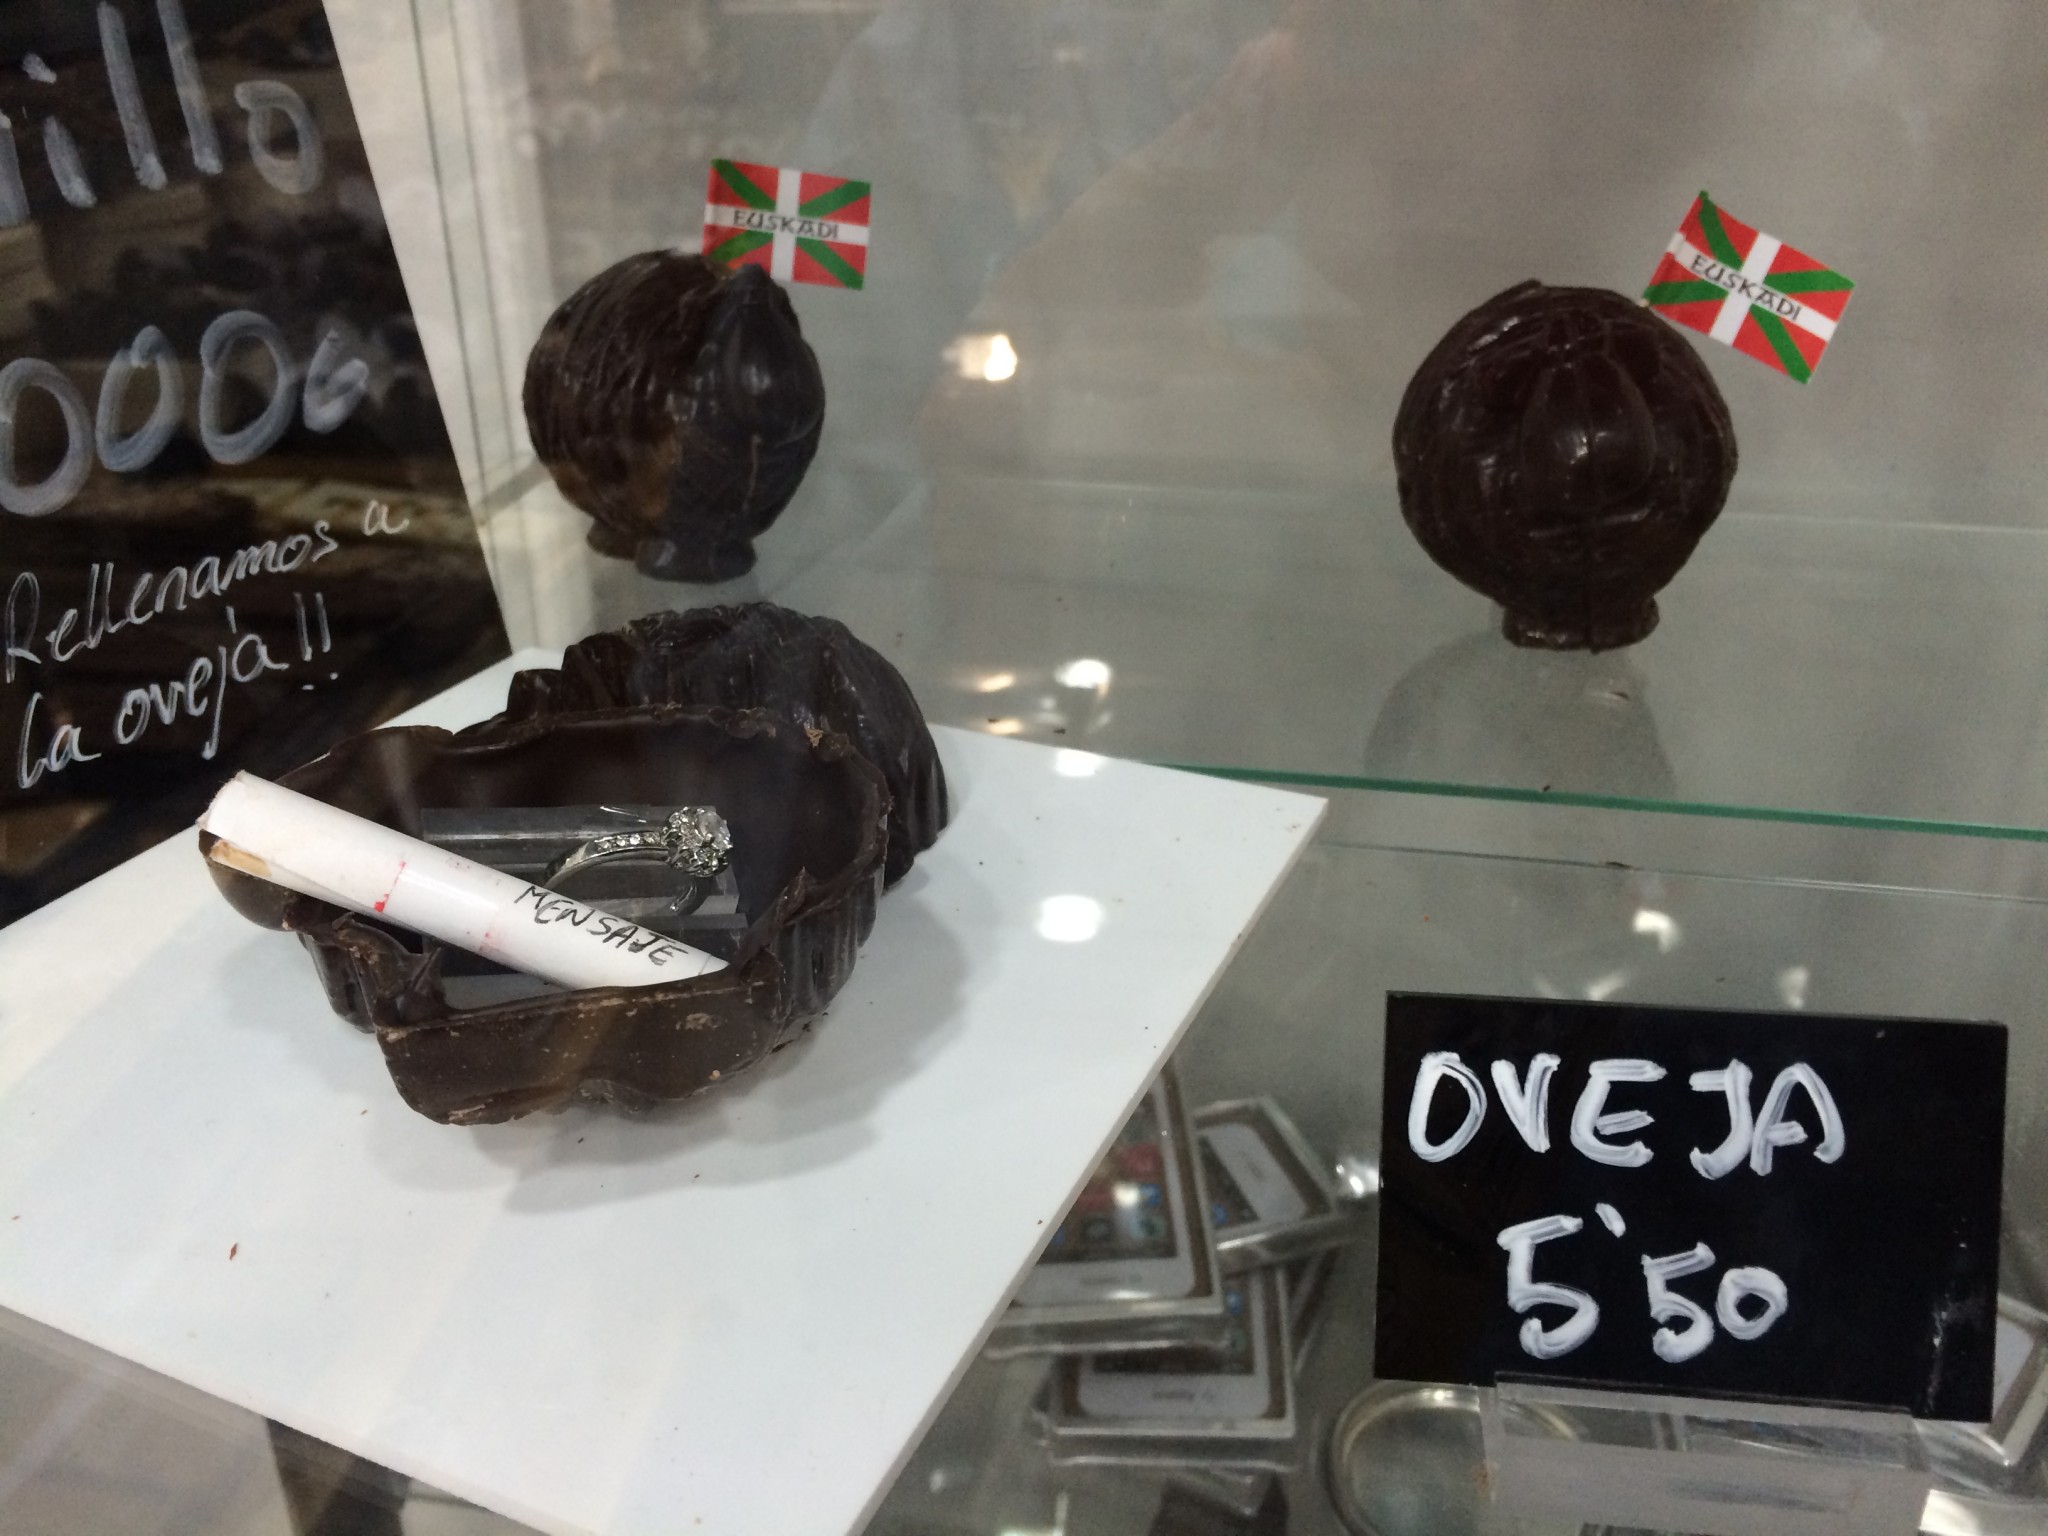 illo
000G
Rellenamos a
la oveja!!
EUSKADI
EUSKADI
MENSAJE
OVEJA
5'50